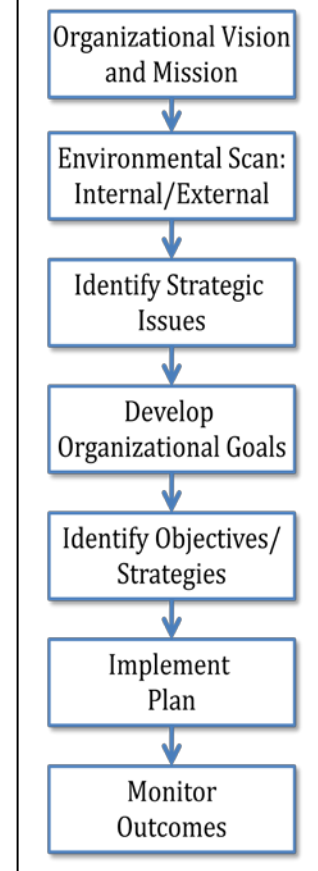 Organizational Vision
and Mission
Environmental Scan:
Internal/External
Identify Strategic
Issues
Develop
Organizational Goals
Identify Objectives/
Strategies
Implement
Plan
Monitor
Outcomes